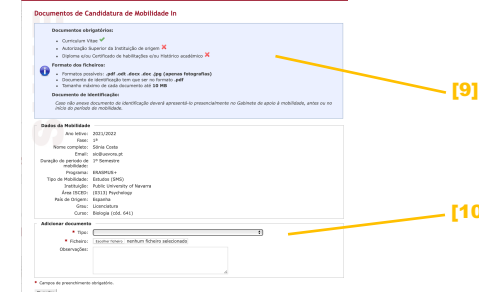 Documentos de Candidatura de Mobilidade In
Documentos obrigatórios:
Curriculum Vitae
Autorização Superior da Instituição de origem
Diploma e/ou Certificado de habilitações e/ou Histórico académico
Formato dos ficheiros:
Formatos possíveis: .pdf .odt .docx .doc .jpg (apenas fotografias)
Documento de identificação tem que ser no formato .pdf
Tamanho máximo de cada documento até 10 MB
Documento de identificação:
Caso não anexe documento de identificação deverá apresentá-lo presencialmente no Gabinete de apoio à mobilidade, antes ou no
início do período de mobilidade.
[9]
Dados da Mobilidade
Ano letivo: 2021/2022
Fase: 1ª
Nome completo: Sónia Costa
Email: sic@uevora.pt
Duração do período de mobilidade: 1º Semestre
Programa: ERASMUS+
Tipo de Mobilidade: Estudos (SMS)
Instituição: Public University of Navarra
Área ISCED: (0313) Psychology
País de Origem: Espanha
Grau: Licenciatura
Curso: Biologia (cód. 641)
[10
Adicionar documento
* Tipo:
* Ficheiro: Escolher ficheiro nenhum ficheiro selecionado
Observações:
* Campos de preenchimento obrigatório.